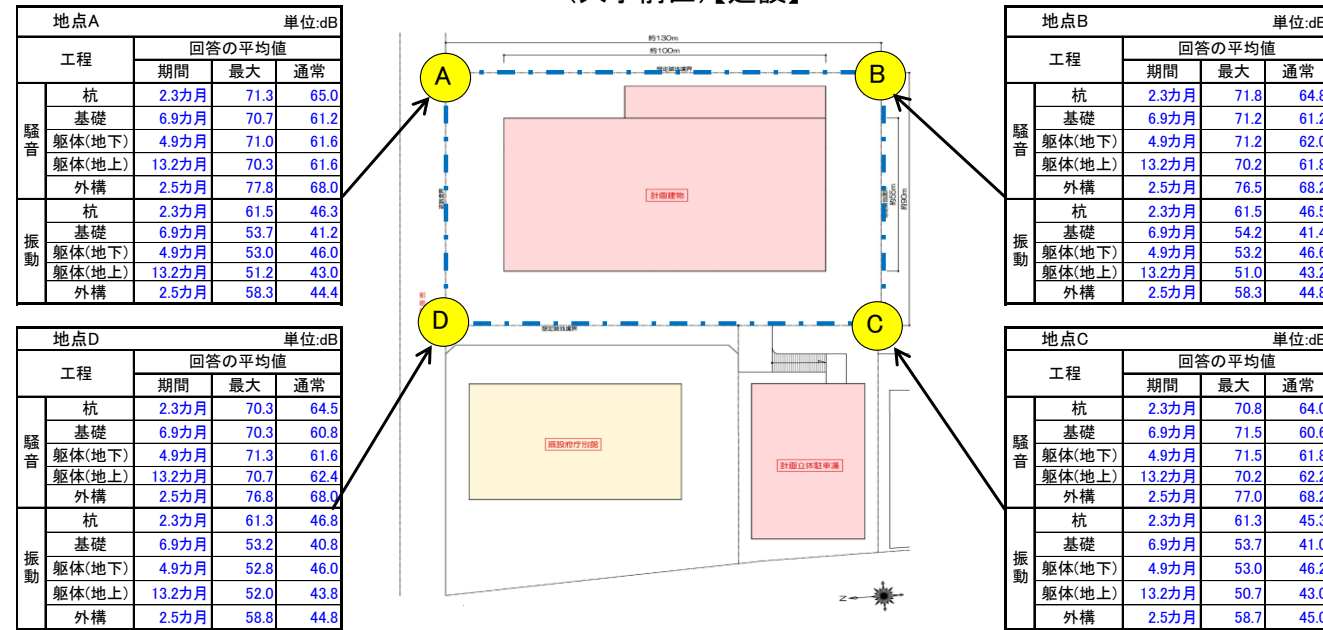 地点A 単位:dB
工程 回答の平均値
期間 最大 通常
騒音 杭 2.3カ月 71.3 65.0
基礎 6.9カ月 70.7 61.2
躯体(地下) 4.9カ月 71.0 61.6
躯体(地上) 13.2カ月 70.3 61.6
外構 2.5カ月 77.8 68.0
振動 杭 2.3カ月 61.5 46.3
基礎 6.9カ月 53.7 41.2
躯体(地下) 4.9カ月 53.0 46.0
躯体(地上) 13.2カ月 51.2 43.0
外構 2.5カ月 58.3 44.4
地点D 単位:dB
工程 回答の平均値
期間 最大 通常
騒音 杭 2.3カ月 70.3 64.5
基礎 6.9カ月 70.3 60.8
躯体(地下) 4.9カ月 71.3 61.6
躯体(地上) 13.2カ月 70.7 62.4
外構 2.5カ月 76.8 68.0
振動 杭 2.3カ月 61.3 46.8
基礎 6.9カ月 53.2 40.8
躯体(地下) 4.9カ月 52.8 46.0
躯体(地上) 13.2カ月 52.0 43.8
外構 2.5カ月 58.8 44.8
約130m
約100m
A
B
計画建物
約55m
約90m
D
C
既設府庁別館
計画立体駐車場
Z
地点B 単位:dB
工程 回答の平均値
期間 最大 通常
騒音 杭 2.3カ月 71.8 64.8
基礎 6.9カ月 71.2 61.2
躯体(地下) 4.9カ月 71.2 62.0
躯体(地上) 13.2カ月 70.2 61.8
外構 2.5カ月 76.5 68.2
振動 杭 2.3カ月 61.5 46.5
基礎 6.9カ月 54.2 41.4
躯体(地下) 4.9カ月 53.2 46.6
躯体(地上) 13.2カ月 51.0 43.2
外構 2.5カ月 58.3 44.8
地点C 単位:dB
工程 回答の平均値
期間 最大 通常
騒音 杭 2.3カ月 70.8 64.0
基礎 6.9カ月 71.5 60.6
躯体(地下) 4.9カ月 71.5 61.8
躯体(地上) 13.2カ月 70.2 62.2
外構 2.5カ月 77.0 68.2
振動 杭 2.3カ月 61.3 45.3
基礎 6.9カ月 53.7 41.0
躯体(地下) 4.9カ月 53.0 46.2
躯体(地上) 13.2カ月 50.7 43.0
外構 2.5カ月 58.7 45.0